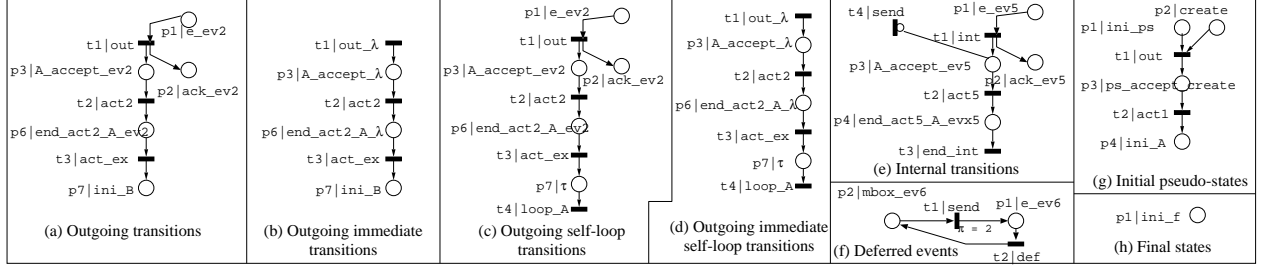 p1|e_ev2
t1|out
p3|A_accept_ev2
p2|ack_ev2
t2|act2
p6|end_act2_A_ev2
t3|act_ex
p7|ini_B
(a) Outgoing transitions
t1|out_λ
p3|A_accept_λ
t2|act2
p6|end_act2_A_λ
t3|act_ex
p7|ini_B
(b) Outgoing immediate
transitions
p1|e_ev2
t1|out
p3|A_accept_ev2
p2|ack_ev2
t2|act2
p6|end_act2_A_ev2
t3|act_ex
p7|τ
t4|loop_A
(c) Outgoing self-loop
transitions
t1|out_λ
p3|A_accept_λ
t2|act2
p6|end_act2_A_λ
t3|act_ex
p7|τ
t4|loop_A
(d) Outgoing immediate
self-loop transitions
t4|send
p1|e_ev5
t1|int
p3|A_accept_ev5
p2|ack_ev5
t2|act5
p4|end_act5_A_evx5
t3|end_int
(e) Internal transitions
p2|mbox_ev6
t1|send
p1|e_ev6
π = 2
t2|def
(f) Deferred events
p2|create
p1|ini_ps
t1|out
p3|ps_accept_create
t2|act1
p4|ini_A
(g) Initial pseudo-states
p1|ini_f
(h) Final states